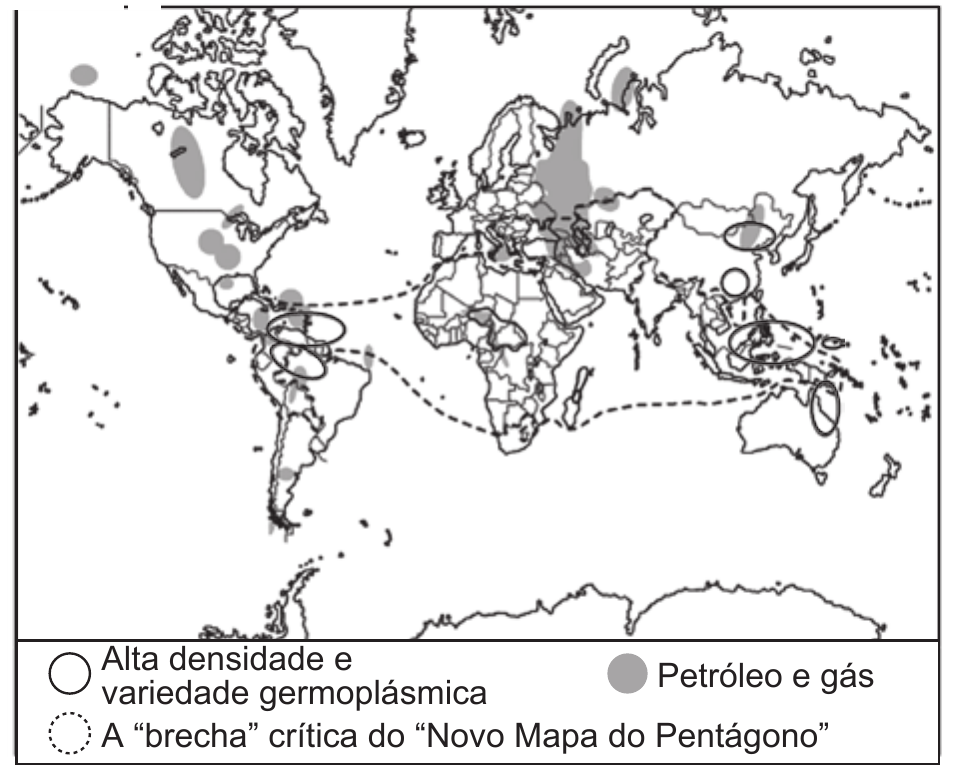 Alta densidade e
variedade germoplásmica
Petróleo e gás
A “brecha” crítica do “Novo Mapa do Pentágono”